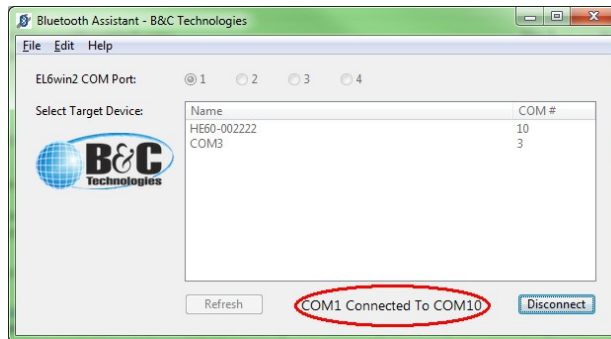 Bluetooth Assistant - B&C Technologies
File Edit Help
EL6win2 COM Port: 1 2 3 4
Select Target Device:
Name COM #
HE60-002222 10
COM3 3
B&C
Technologies
Refresh COM1 Connected To COM10 Disconnect